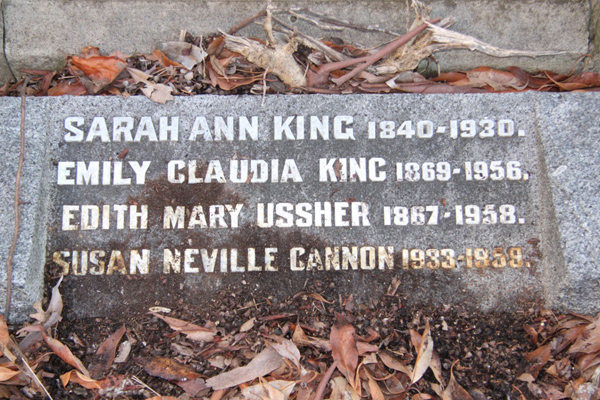 SARAH ANN KING 1840-1930.
EMILY CLAUDIA KING 1869-1956.
EDITH MARY USSHER 1867-1958.
SUSAN NEVILLE CANNON 1933-1958.